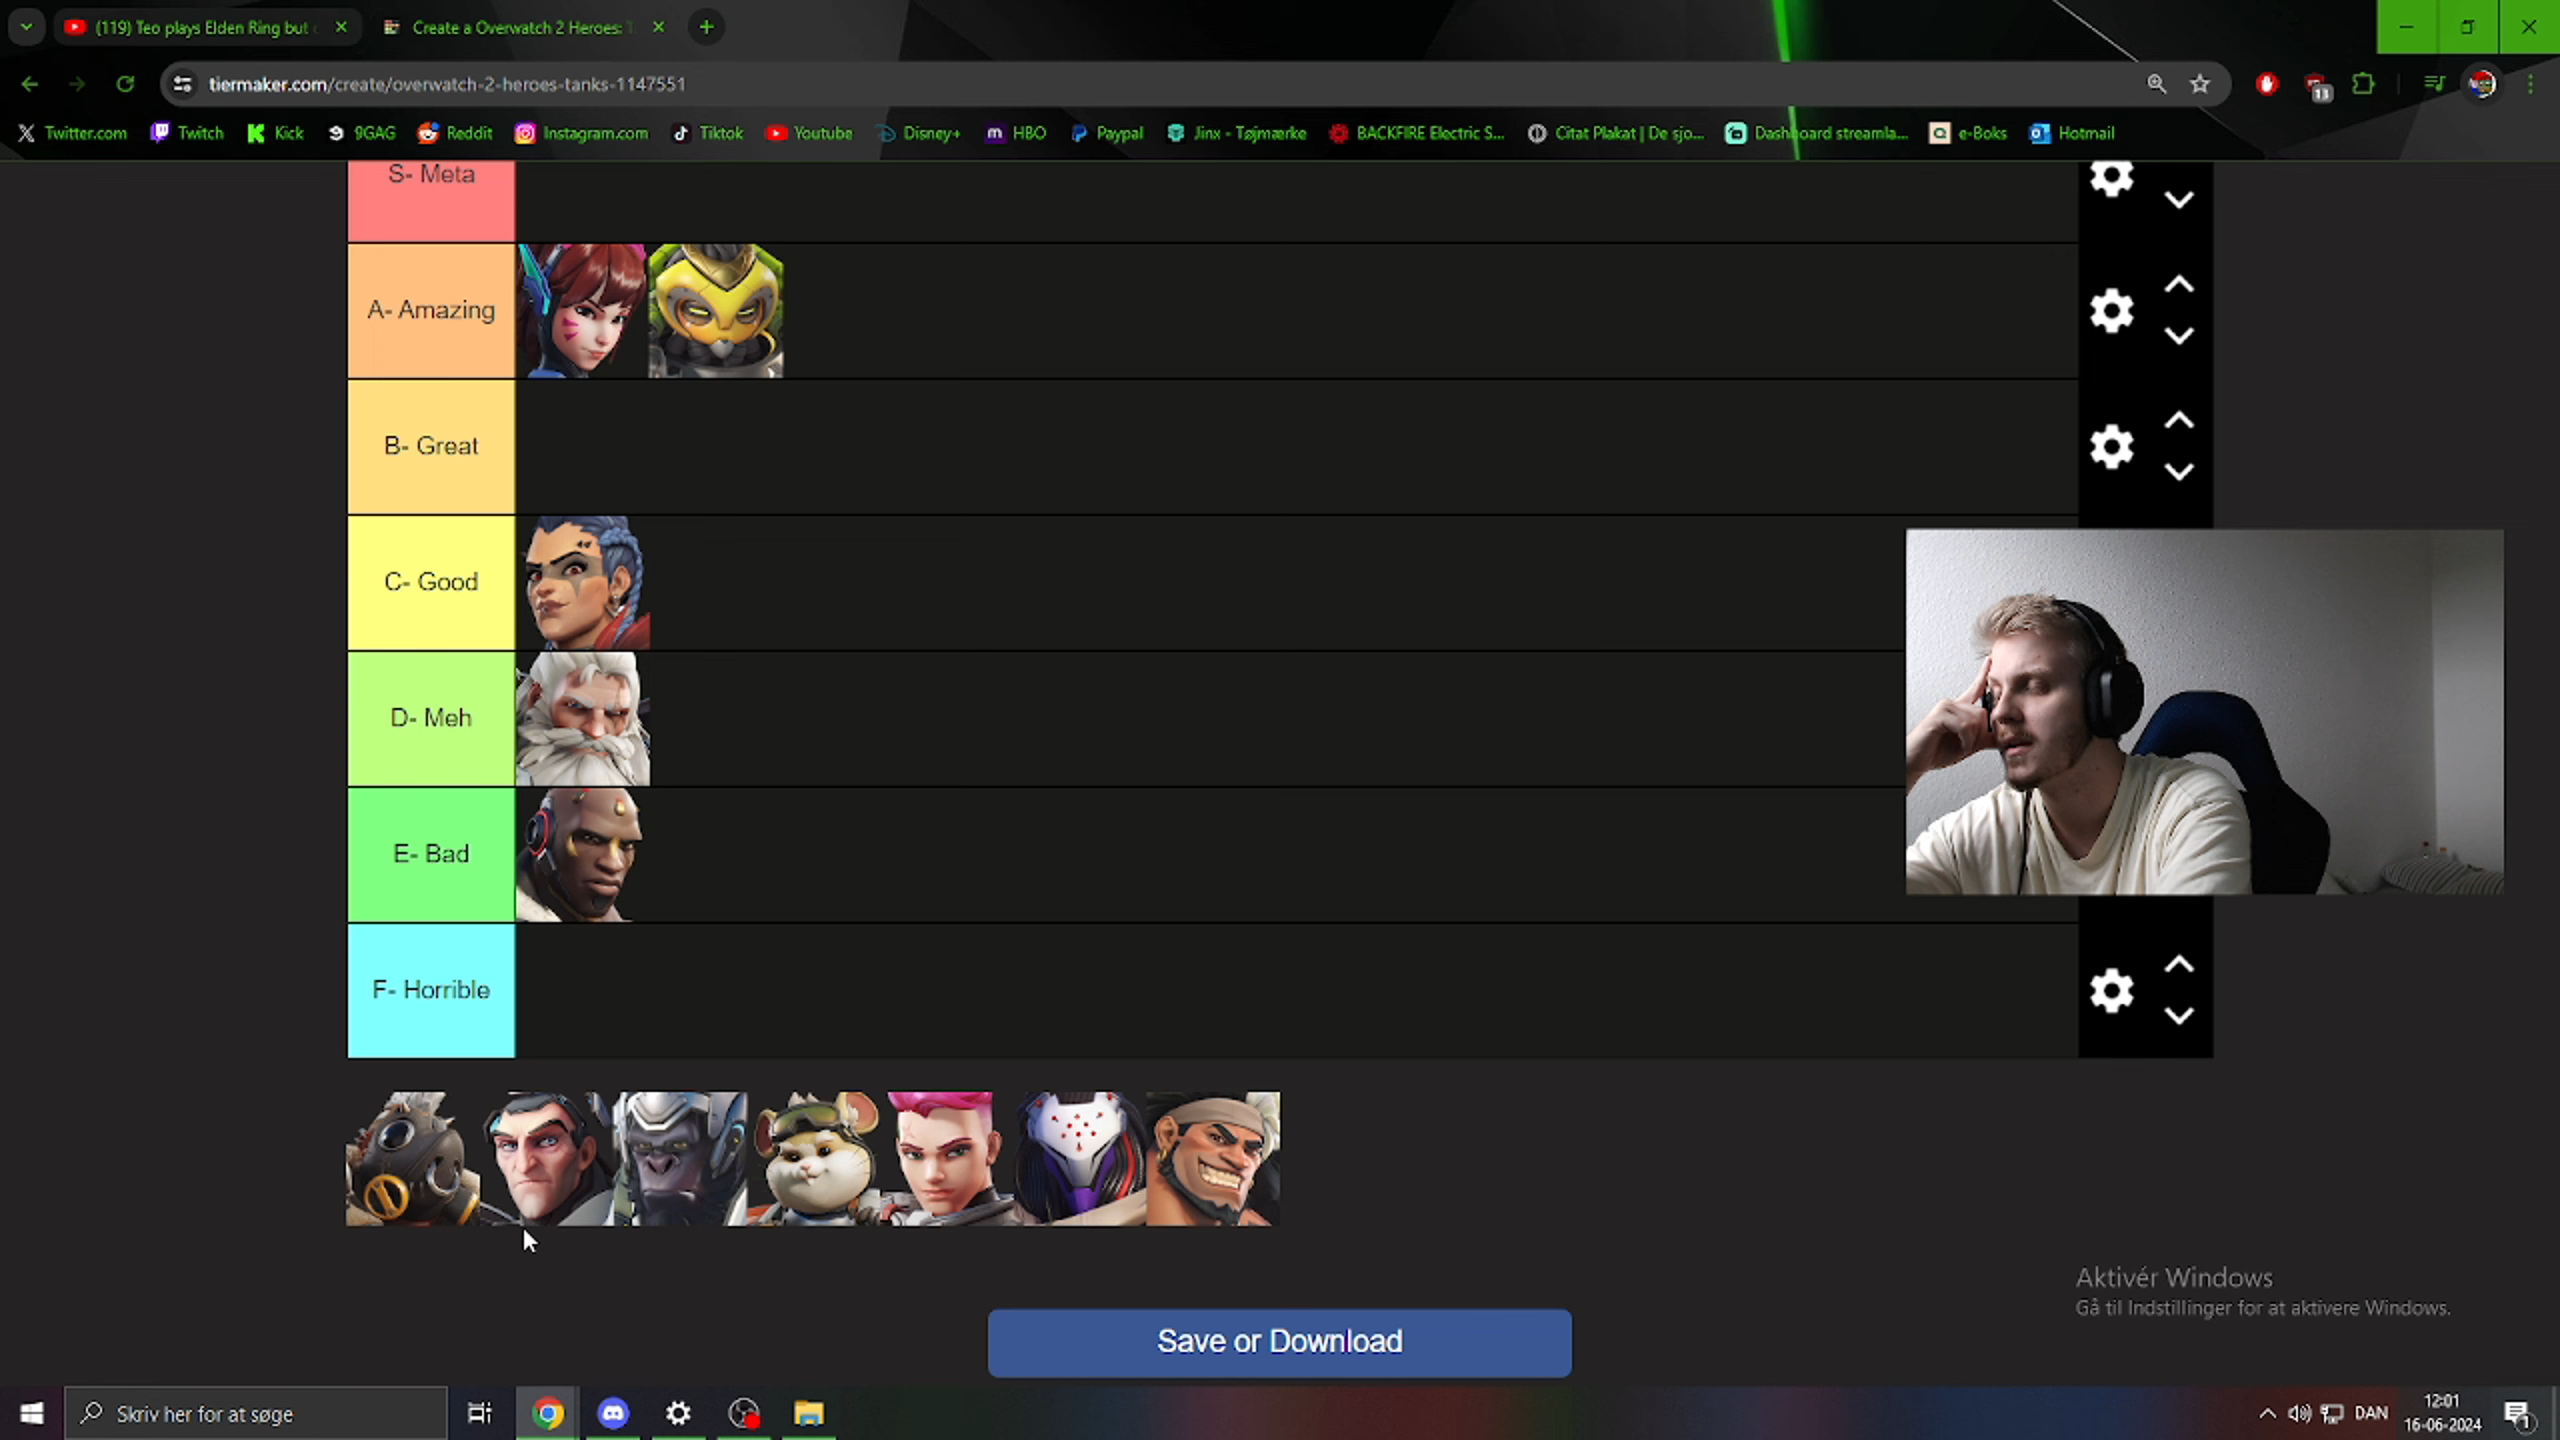 (119) Teo plays Elden Ring but
Create a Overwatch 2 Heroes:
tiermaker.com/create/overwatch-2-heroes-tanks-1147551
13
Twitter.com
Twitch
Kick
9GAG
Reddit
Instagram.com
Tiktok
Youtube
Disney+
HBO
Paypal
Jinx - Tøjmærke
BACKFIRE Electric S...
Citat Plakat | De sjo...
Dashboard streamla...
e-Boks
Hotmail
S- Meta
A- Amazing
B- Great
C- Good
D- Meh
E- Bad
F- Horrible
Aktivér Windows
Gå til Indstillinger for at aktivere Windows.
Save or Download
Skriv her for at søge
DAN
12:01
16-06-2024
1